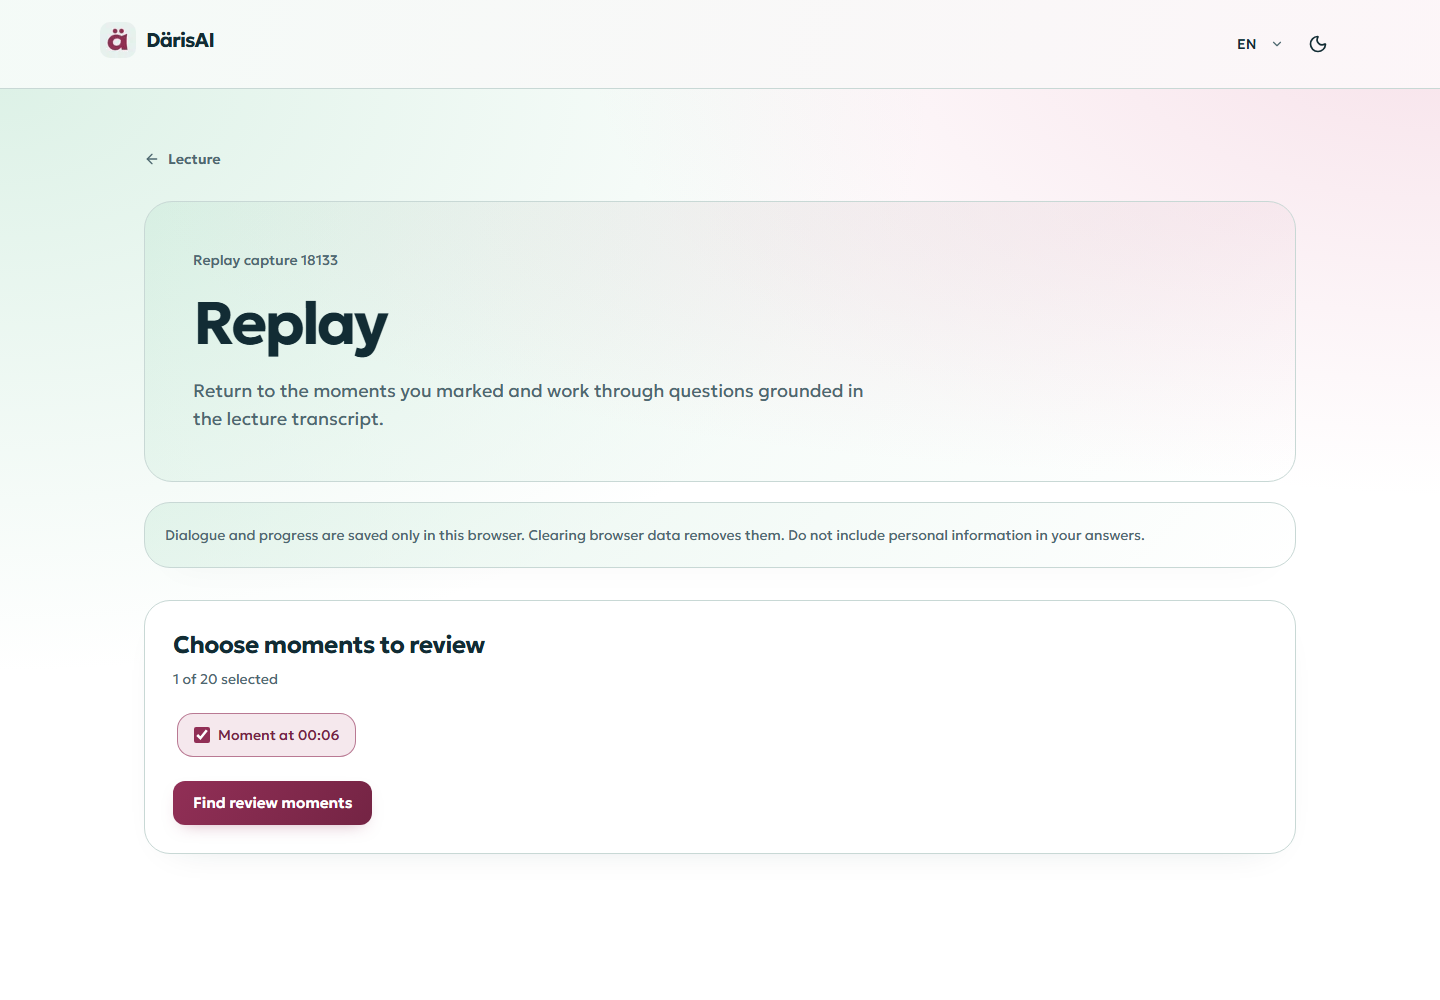 ä DärisAI
EN
Lecture
Replay capture 18133
Replay
Return to the moments you marked and work through questions grounded in
the lecture transcript.
Dialogue and progress are saved only in this browser. Clearing browser data removes them. Do not include personal information in your answers.
Choose moments to review
1 of 20 selected
Moment at 00:06
Find review moments